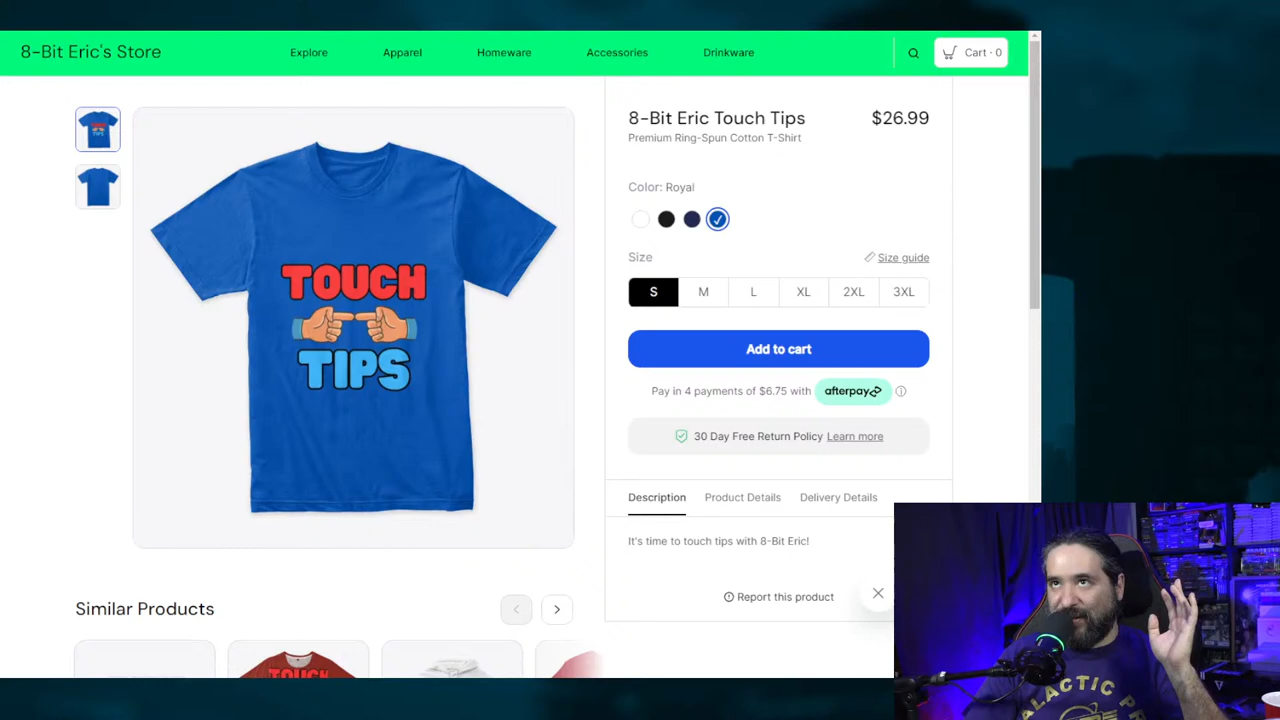 8-Bit Eric's Store
Explore
Apparel
Homeware
Accessories
Drinkware
Cart · 0
TOUCH
TIPS
8-Bit Eric Touch Tips
$26.99
Premium Ring-Spun Cotton T-Shirt
Color: Royal
Size
Size guide
S
M
L
XL
2XL
3XL
Add to cart
Pay in 4 payments of $6.75 with afterpay
30 Day Free Return Policy Learn more
Description
Product Details
Delivery Details
It's time to touch tips with 8-Bit Eric!
Report this product
Similar Products
TOUCH